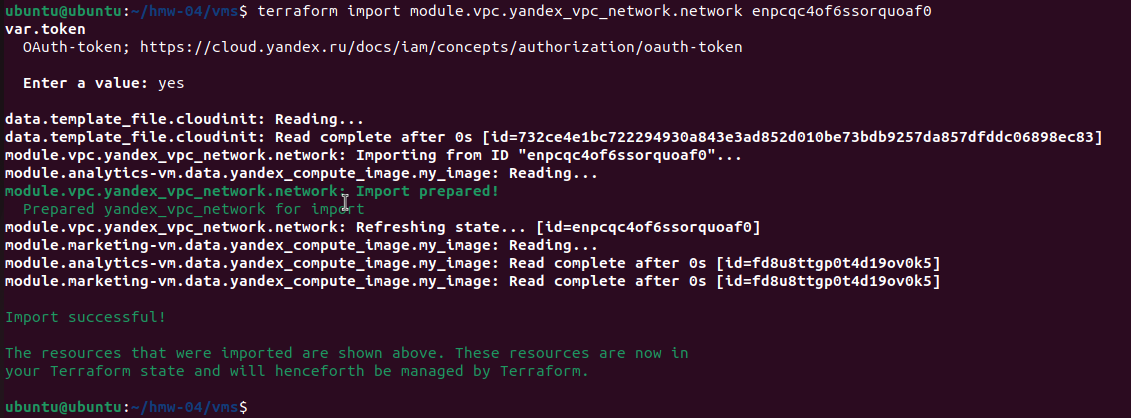 ubuntu@ubuntu:~/hmw-04/vms$ terraform import module.vpc.yandex_vpc_network.network enpcqc4of6ssorquoaf0
var.token
  OAuth-token; https://cloud.yandex.ru/docs/iam/concepts/authorization/oauth-token

  Enter a value: yes

data.template_file.cloudinit: Reading...
data.template_file.cloudinit: Read complete after 0s [id=732ce4e1bc722294930a843e3ad852d010be73bdb9257da857dfddc06898ec83]
module.vpc.yandex_vpc_network.network: Importing from ID "enpcqc4of6ssorquoaf0"...
module.analytics-vm.data.yandex_compute_image.my_image: Reading...
module.vpc.yandex_vpc_network.network: Import prepared!
  Prepared yandex_vpc_network for import
module.vpc.yandex_vpc_network.network: Refreshing state... [id=enpcqc4of6ssorquoaf0]
module.marketing-vm.data.yandex_compute_image.my_image: Reading...
module.analytics-vm.data.yandex_compute_image.my_image: Read complete after 0s [id=fd8u8ttgp0t4d19ov0k5]
module.marketing-vm.data.yandex_compute_image.my_image: Read complete after 0s [id=fd8u8ttgp0t4d19ov0k5]

Import successful!

The resources that were imported are shown above. These resources are now in
your Terraform state and will henceforth be managed by Terraform.

ubuntu@ubuntu:~/hmw-04/vms$